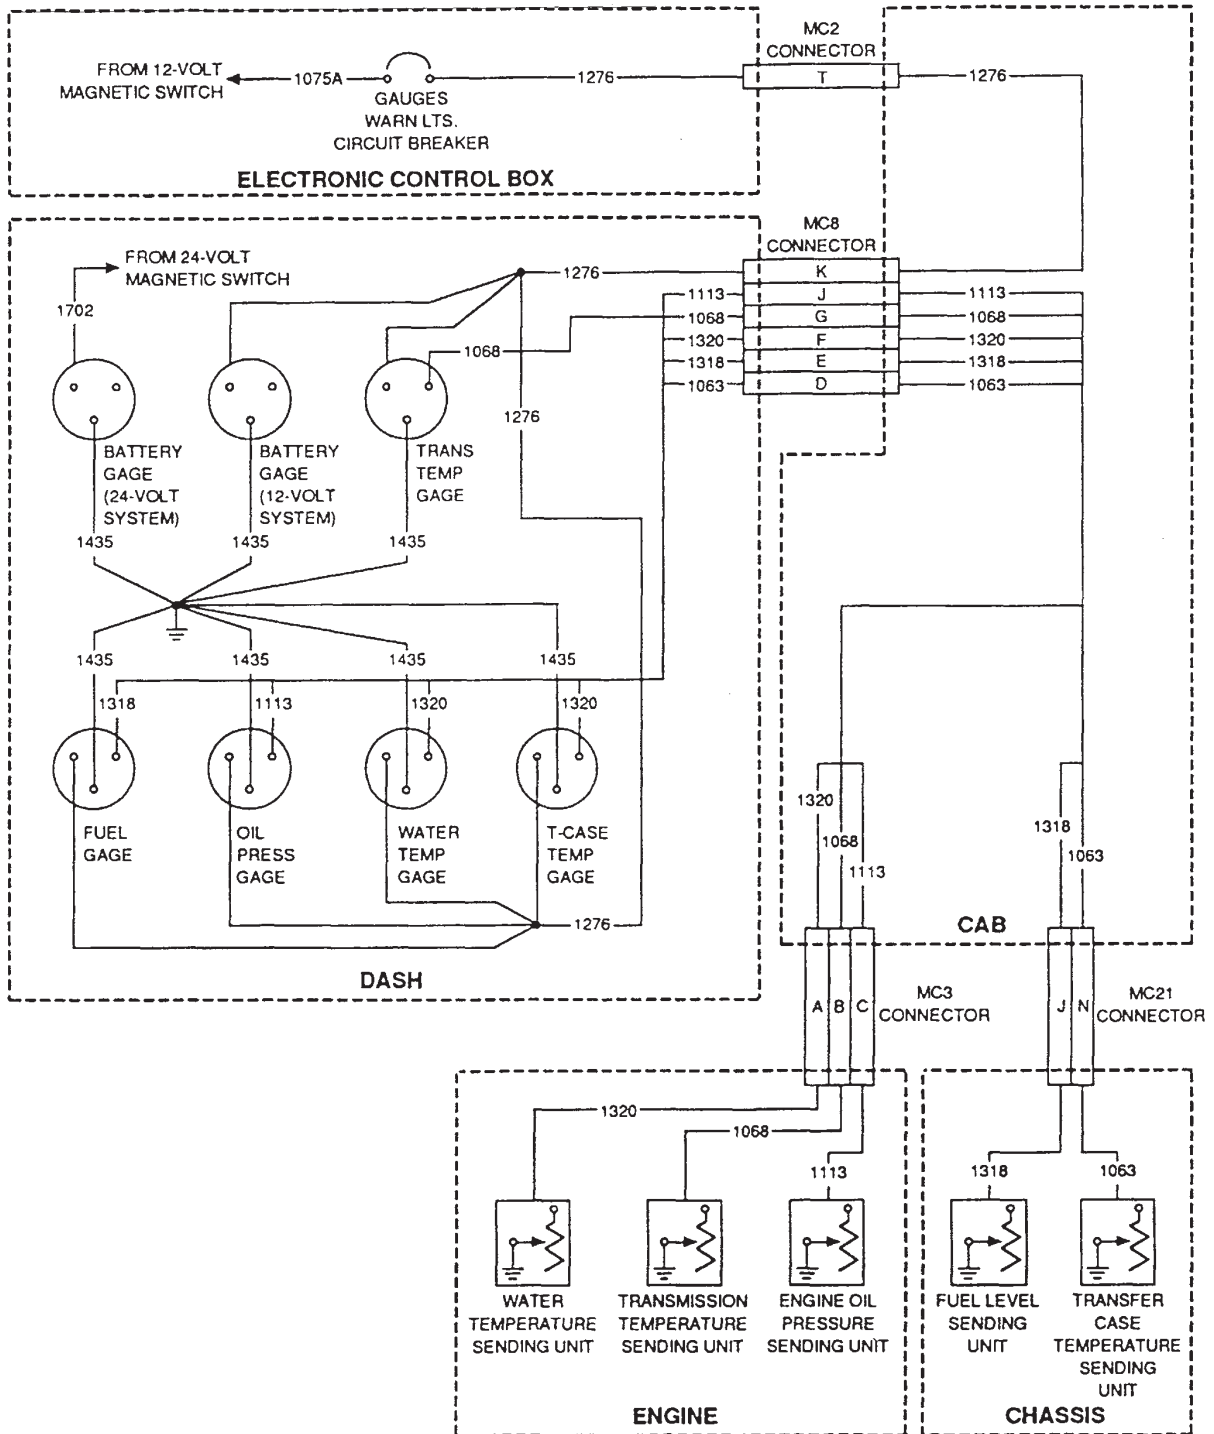 MC2
CONNECTOR
FROM 12-VOLT
MAGNETIC SWITCH
1075A
1276
T
1276
GAUGES
WARN LTS.
CIRCUIT BREAKER
ELECTRONIC CONTROL BOX
MC8
CONNECTOR
FROM 24-VOLT
MAGNETIC SWITCH
1702
1276
K
1113
J
1113
1068
G
1068
1320
F
1320
1318
E
1318
1063
D
1063
1068
1276
BATTERY
GAGE
(24-VOLT
SYSTEM)
BATTERY
GAGE
(12-VOLT
SYSTEM)
TRANS
TEMP
GAGE
1435
1435
1435
1435
1435
1435
1435
1318
1113
1320
1320
FUEL
GAGE
OIL
PRESS
GAGE
WATER
TEMP
GAGE
T-CASE
TEMP
GAGE
1276
DASH
1320
1068
1113
1318
1063
CAB
A
B
C
MC3
CONNECTOR
J
N
MC21
CONNECTOR
1320
1068
1113
1318
1063
WATER
TEMPERATURE
SENDING UNIT
TRANSMISSION
TEMPERATURE
SENDING UNIT
ENGINE OIL
PRESSURE
SENDING UNIT
FUEL LEVEL
SENDING
UNIT
TRANSFER
CASE
TEMPERATURE
SENDING
UNIT
ENGINE
CHASSIS